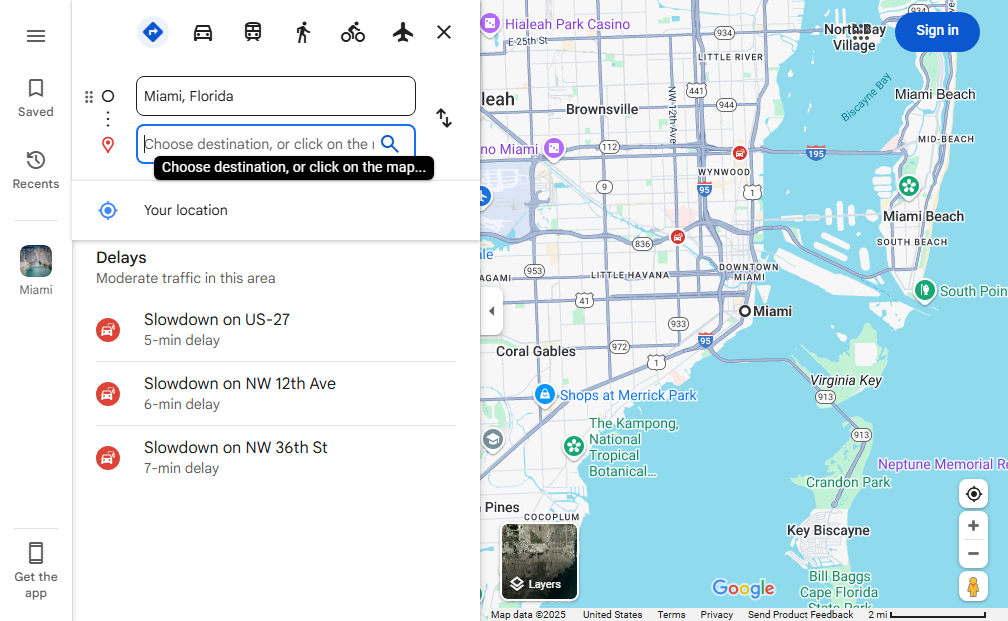 Saved
Recents
Miami
Get the
app
Miami, Florida
Choose destination, or click on the
Choose destination, or click on the map...
Your location
Delays
Moderate traffic in this area
Slowdown on US-27
5-min delay
Slowdown on NW 12th Ave
6-min delay
Slowdown on NW 36th St
7-min delay
Sign in
Hialeah Park Casino
E 25th St
934
934
North Bay
Village
LITTLE RIVER
leah
Brownsville
441
944
NW 12th Ave
Biscayne Bay
Miami Beach
MID-BEACH
no Miami
112
195
WYNWOOD
9
95
1
Miami Beach
SOUTH BEACH
836
ale
AGAMI
953
LITTLE HAVANA
DOWNTOWN
MIAMI
41
South Poin
Miami
933
95
972
Coral Gables
1
Virginia Key
913
Shops at Merrick Park
The Kampong,
National
Tropical
Botanical...
913
Neptune Memorial Re
Crandon Park
Pines
COCOPLUM
Key Biscayne
Layers
Google
Bill Baggs
Cape Florida
State Park
Map data ©2025
United States
Terms
Privacy
Send Product Feedback
2 mi